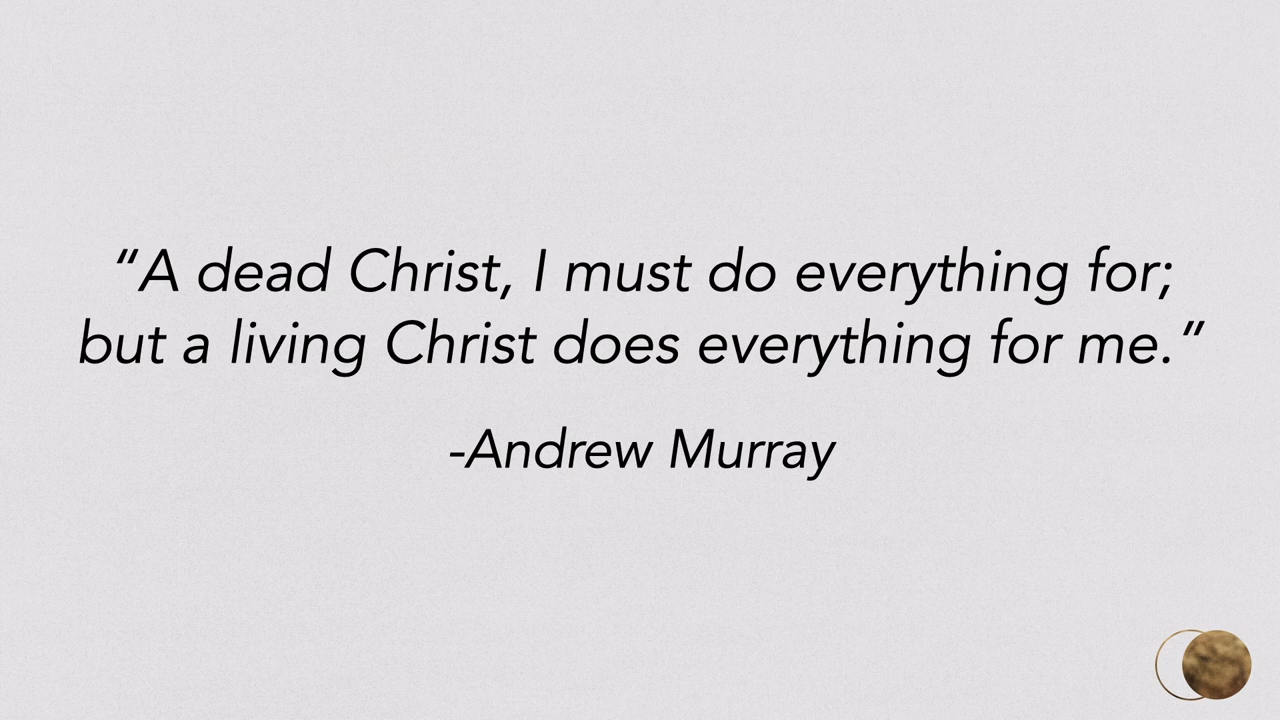 “A dead Christ, I must do everything for;
but a living Christ does everything for me.”
-Andrew Murray